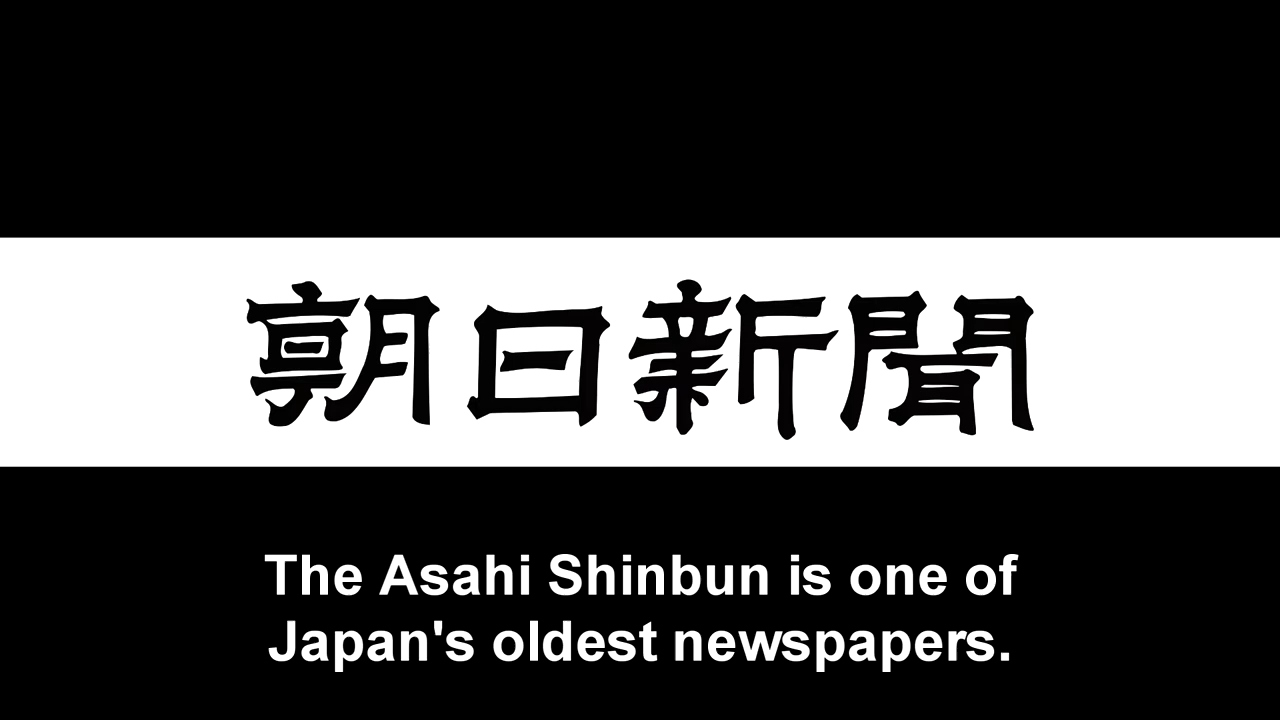 朝日新聞
The Asahi Shinbun is one of
Japan's oldest newspapers.